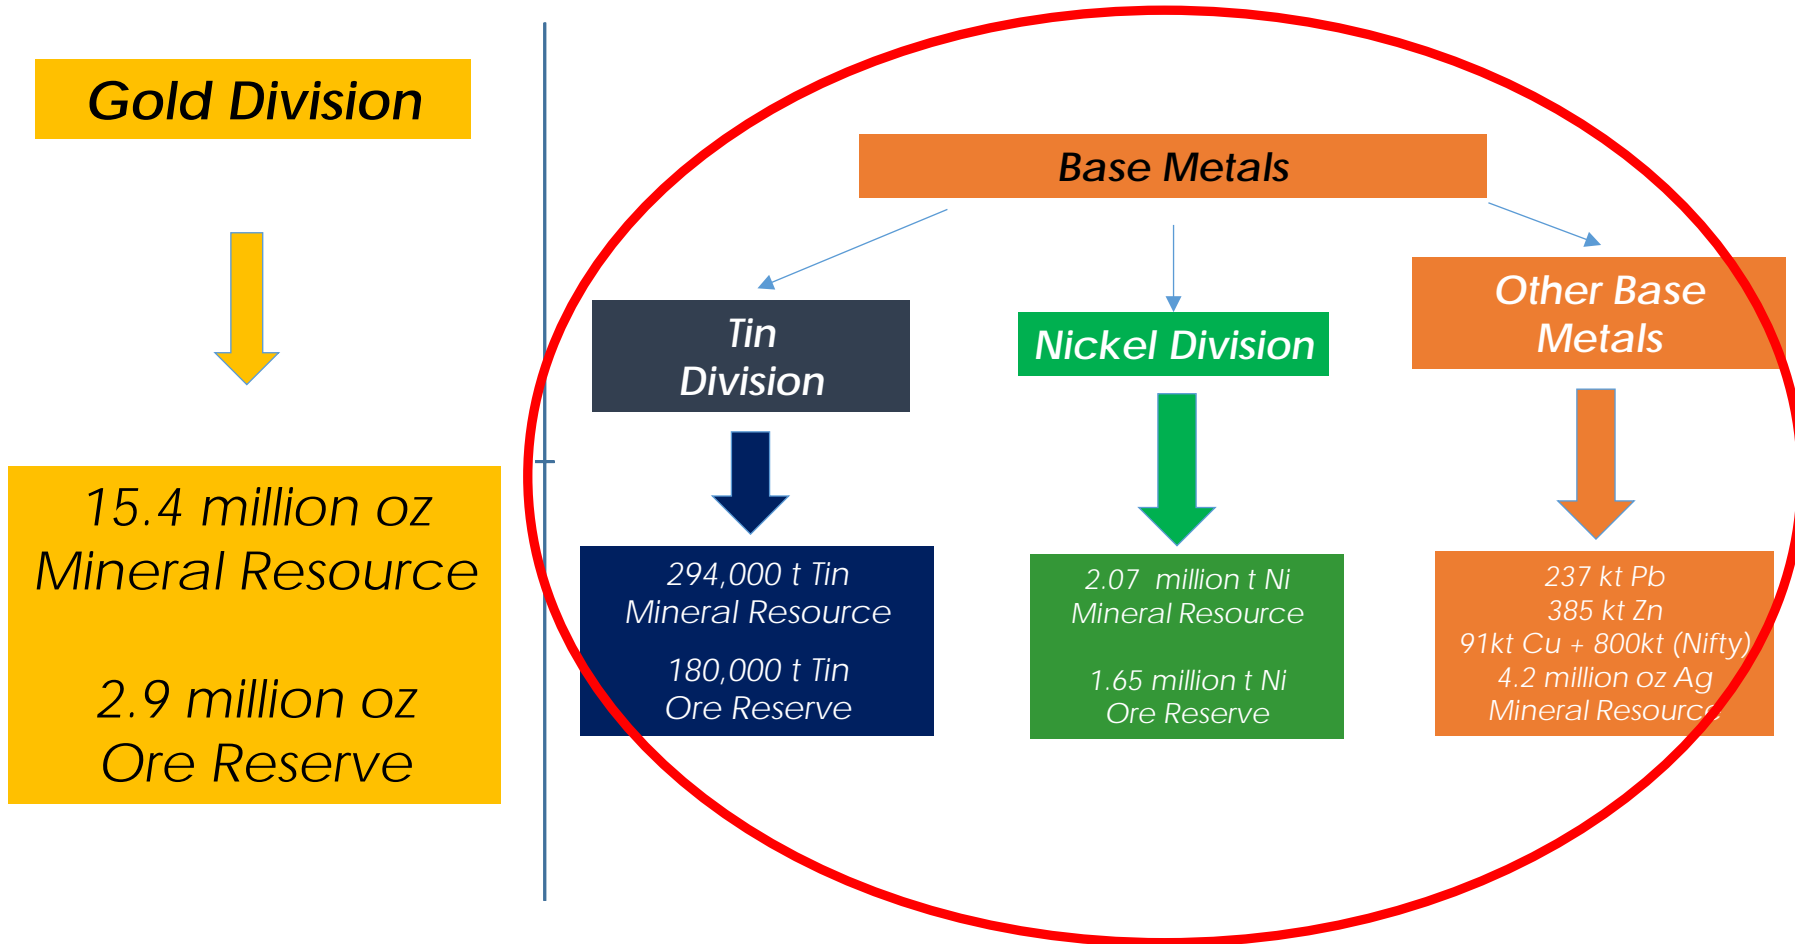 Gold Division
15.4 million oz
Mineral Resource
2.9 million oz
Ore Reserve
Base Metals
Tin
Division
294,000 t Tin
Mineral Resource
180,000 t Tin
Ore Reserve
Nickel Division
2.07 million t Ni
Mineral Resource
1.65 million t Ni
Ore Reserve
Other Base
Metals
237 kt Pb
385 kt Zn
91kt Cu + 800kt (Nifty)
4.2 million oz Ag
Mineral Resource